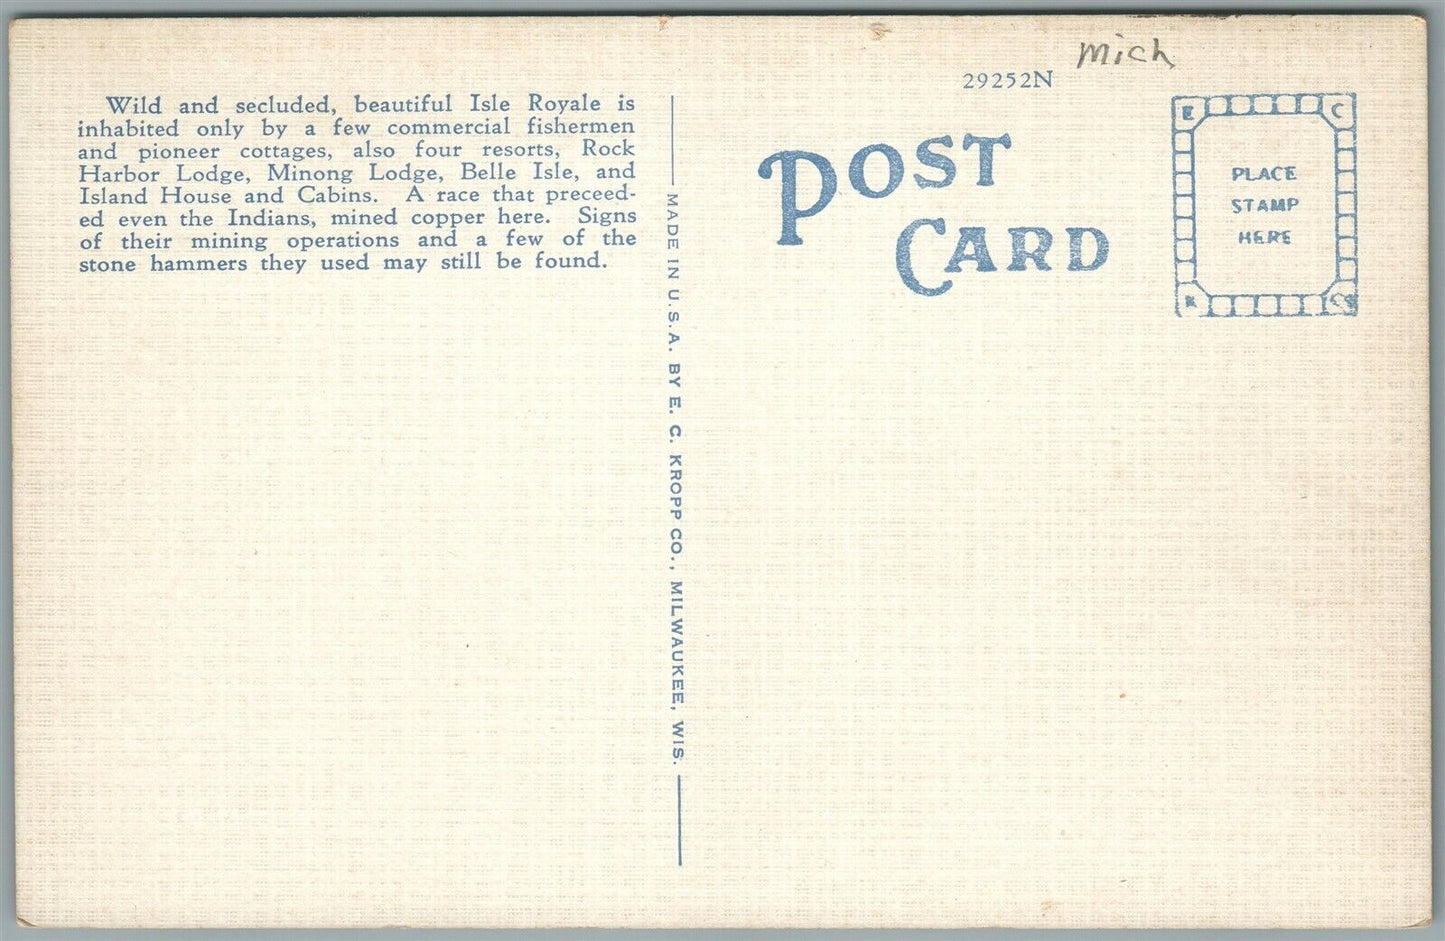 Wild and secluded, beautiful Isle Royale is
inhabited only by a few commercial fishermen
and pioneer cottages, also four resorts, Rock
Harbor Lodge, Minong Lodge, Belle Isle, and
Island House and Cabins. A race that preceed-
ed even the Indians, mined copper here. Signs
of their mining operations and a few of the
stone hammers they used may still be found.
MADE IN U.S.A. BY E. C. KROPP CO., MILWAUKEE, WIS.
Mich
29252N
POST
CARD
E C
PLACE
STAMP
HERE
K Co